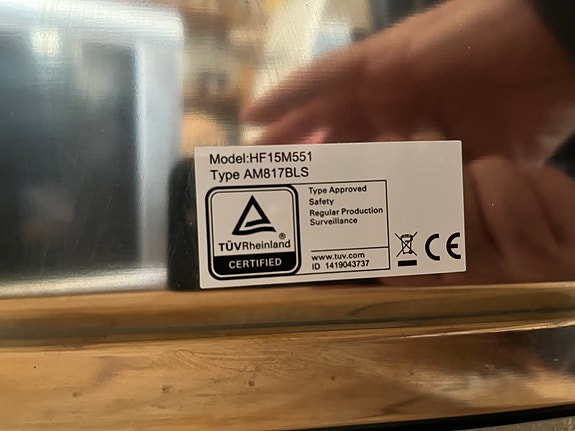 Model:HF15M551
Type AM817BLS
TÜVRheinland®
CERTIFIED
Type Approved
Safety
Regular Production
Surveillance
www.tuv.com
ID 1419043737
CE